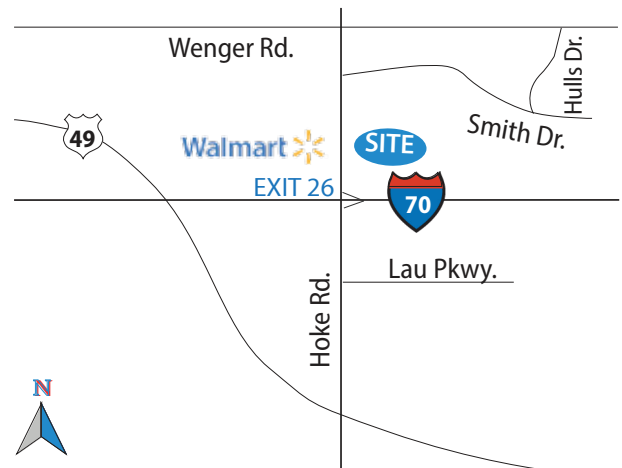 Wenger Rd.
Hulls Dr.
Smith Dr.
49
Walmart
SITE
EXIT 26
70
Lau Pkwy.
Hoke Rd.
N